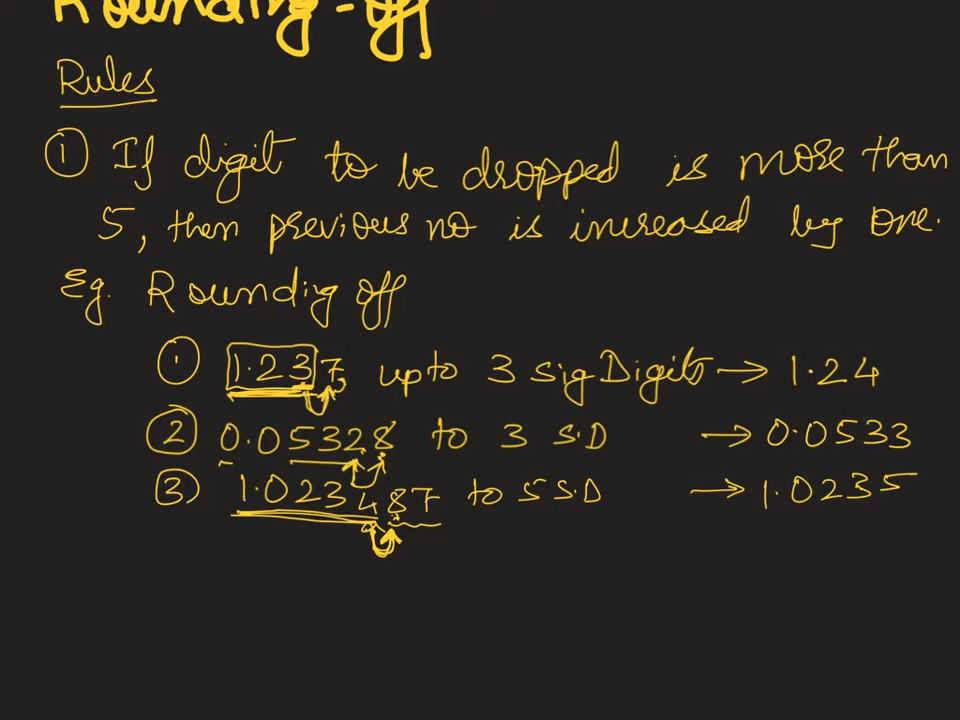 Rounding-off
Rules
① If digit to be dropped is more than
5, then previous no is increased by one.
Eg. Rounding off
① 1.237 upto 3 sig Digits → 1.24
② 0.05328 to 3 S.D → 0.0533
③ 1.023487 to 5 S.D → 1.0235